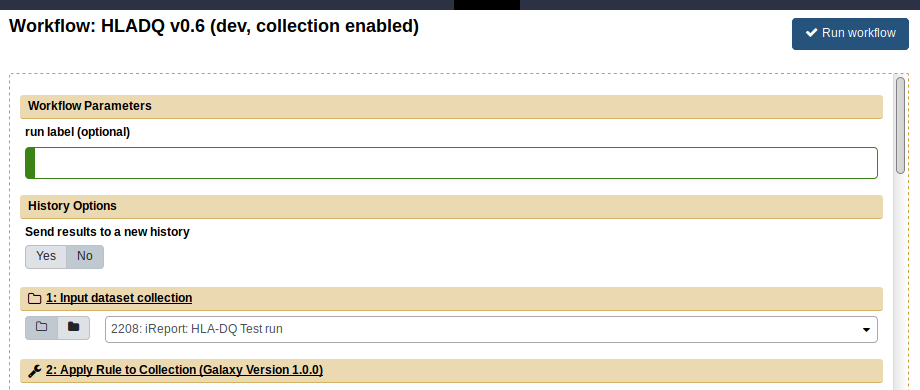 Workflow: HLADQ v0.6 (dev, collection enabled)
Run workflow
Workflow Parameters
run label (optional)
History Options
Send results to a new history
Yes No
1: Input dataset collection
2208: iReport: HLA-DQ Test run
2: Apply Rule to Collection (Galaxy Version 1.0.0)